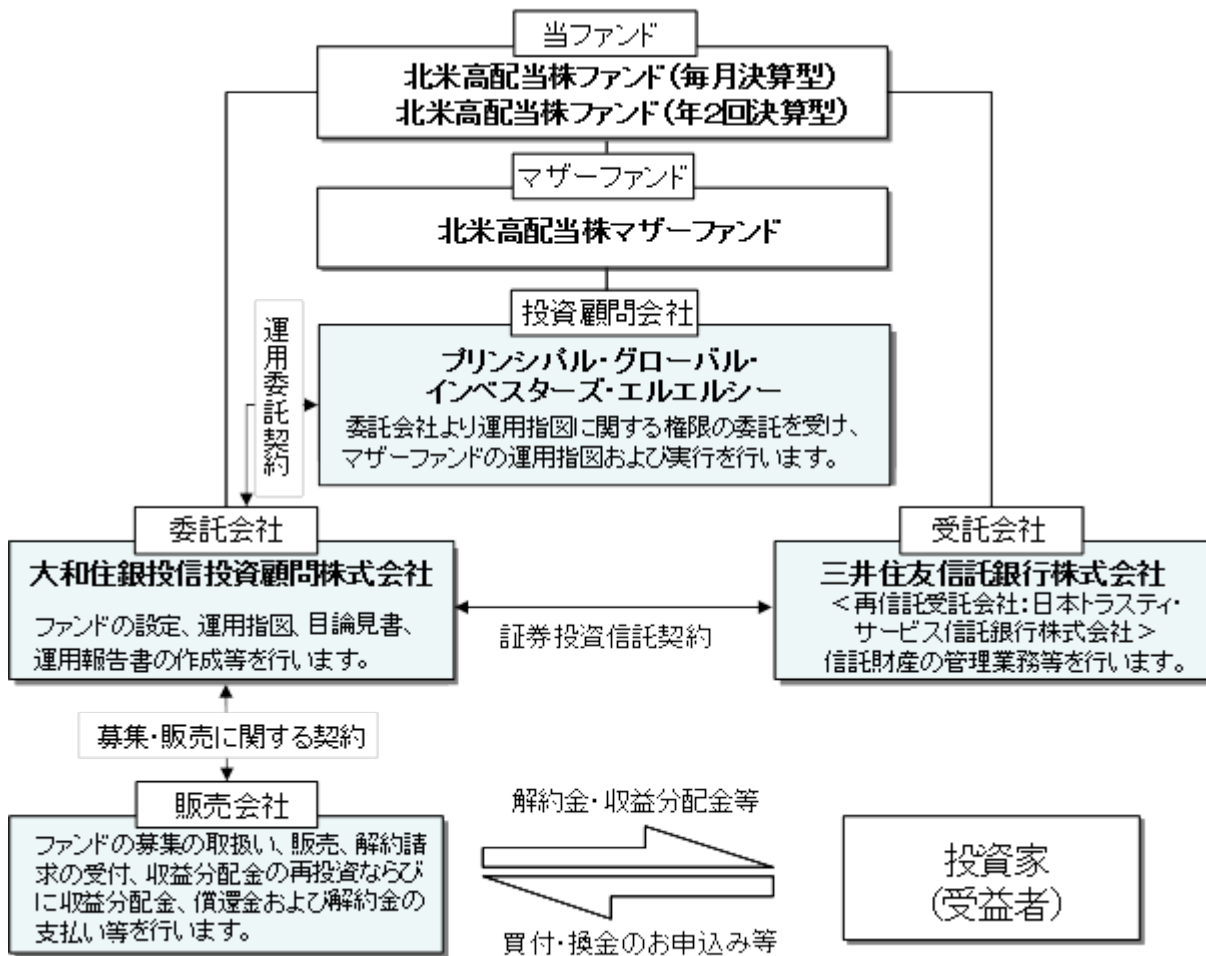 当ファンド
北米高配当株ファンド(毎月決算型)
北米高配当株ファンド(年2回決算型)
マザーファンド
北米高配当株マザーファンド
投資顧問会社
プリンシパル・グローバル・
インベスターズ・エルエルシー
委託会社より運用指図に関する権限の委託を受け、
マザーファンドの運用指図および実行を行います。
運用委託契約
委託会社
大和住銀投信投資顧問株式会社
ファンドの設定、運用指図、目論見書、
運用報告書の作成等を行います。
証券投資信託契約
受託会社
三井住友信託銀行株式会社
<再信託受託会社:日本トラスティ・
サービス信託銀行株式会社>
信託財産の管理業務等を行います。
募集・販売に関する契約
販売会社
ファンドの募集の取扱い、販売、解約請
求の受付、収益分配金の再投資ならび
に収益分配金、償還金および解約金の
支払い等を行います。
解約金・収益分配金等
買付・換金のお申込み等
投資家
(受益者)